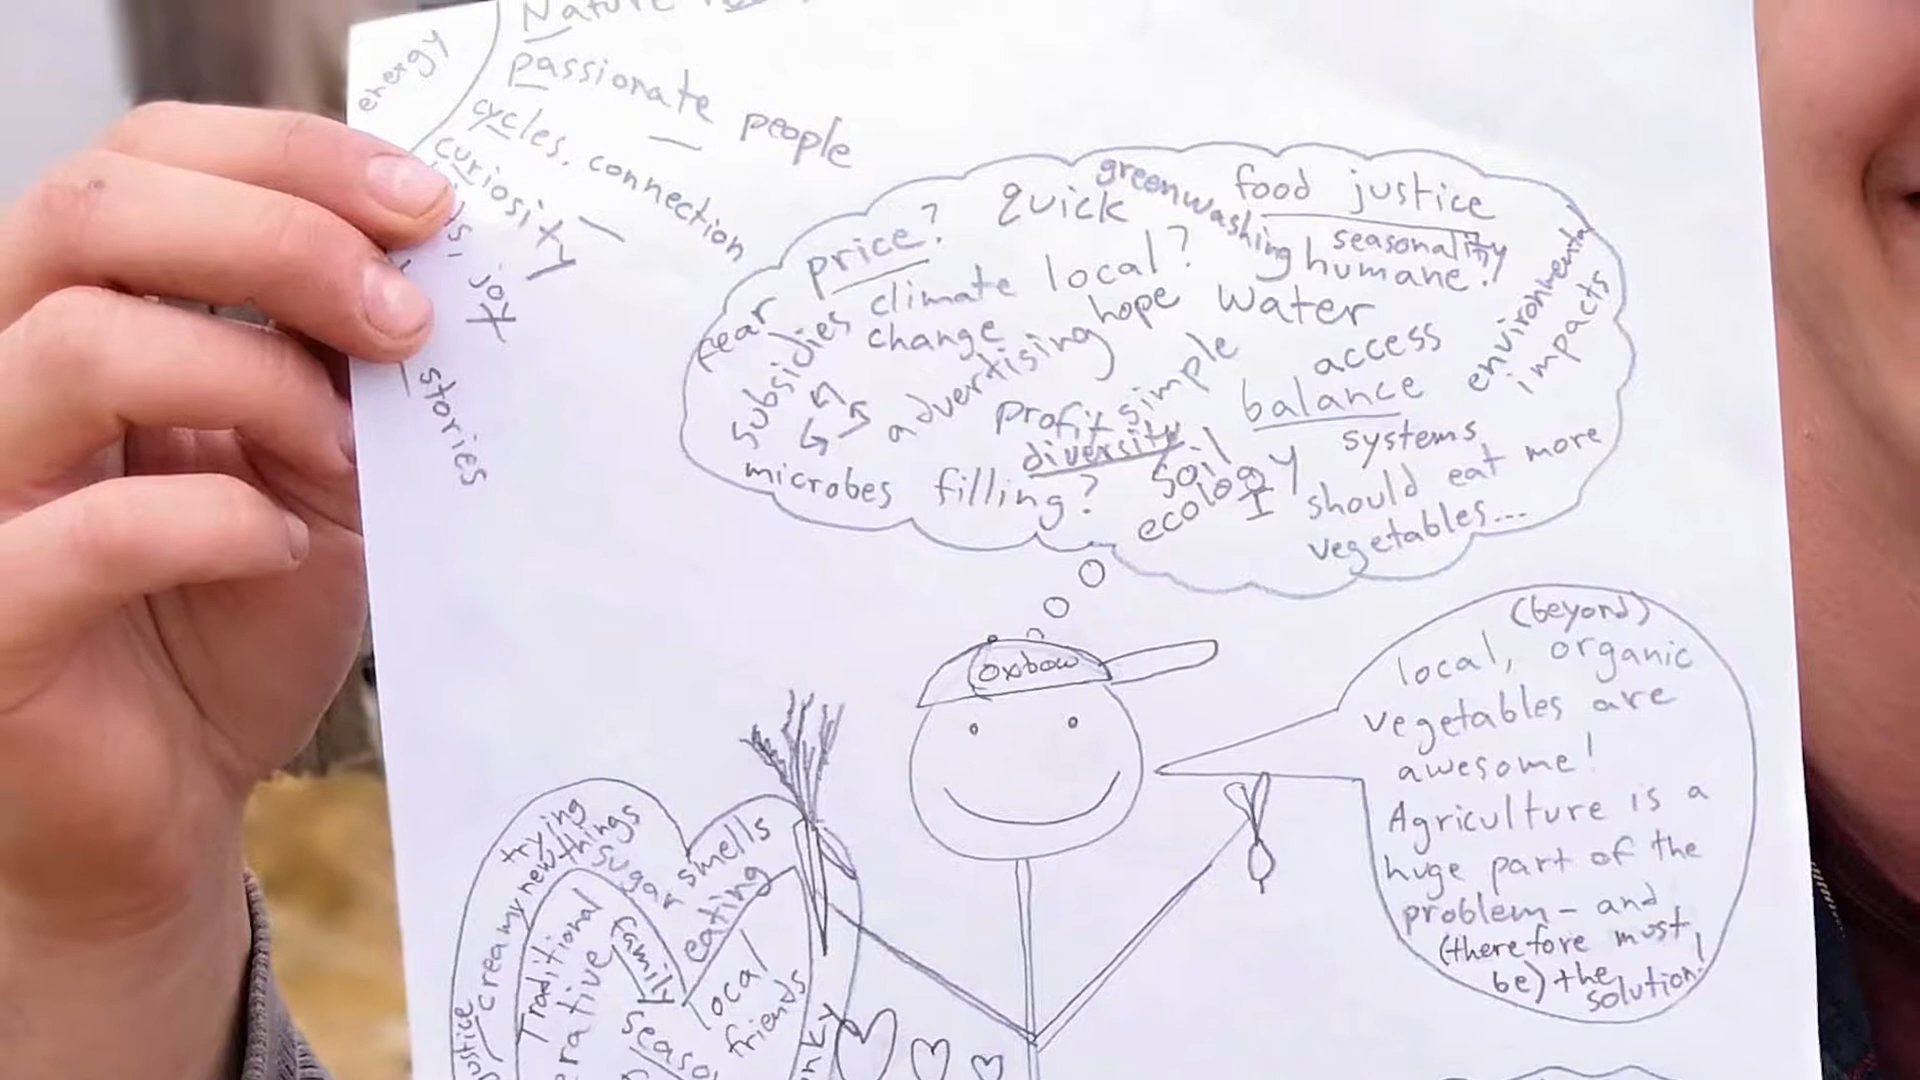 energy
Nature
passionate people
cycles, connection
curiosity
joy
stories
price?
quick
greenwashing
food justice
seasonality
humane?
environmental
impacts
fear
subsidies
climate
change
local?
hope
water
advertising
simple
access
profit
diversity
balance
systems
microbes
filling?
soil
ecology
I should eat more
vegetables...
oxbow
(beyond)
local, organic
vegetables are
awesome!
Agriculture is a
huge part of the
problem - and
(therefore must
be) the
solution!
trying
new things
sugar
smells
eating
creamy
Traditional
family
local
friends